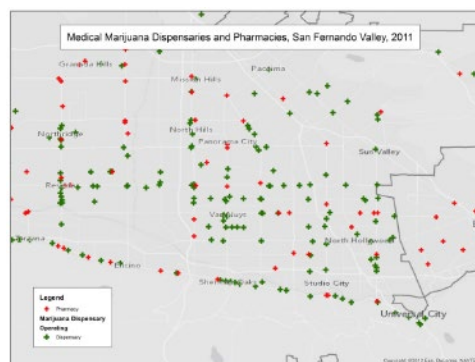 Medical Marijuana Dispensaries and Pharmacies, San Fernando Valley, 2011
Granada Hills
Mission Hills
Pacoima
Northridge
North Hills
Panorama City
Sun Valley
Reseda
Van Nuys
Tarzana
North Hollywood
Encino
Sherman Oaks
Studio City
Universal City
Legend
Pharmacy
Marijuana Dispensary
Operating
Dispensary